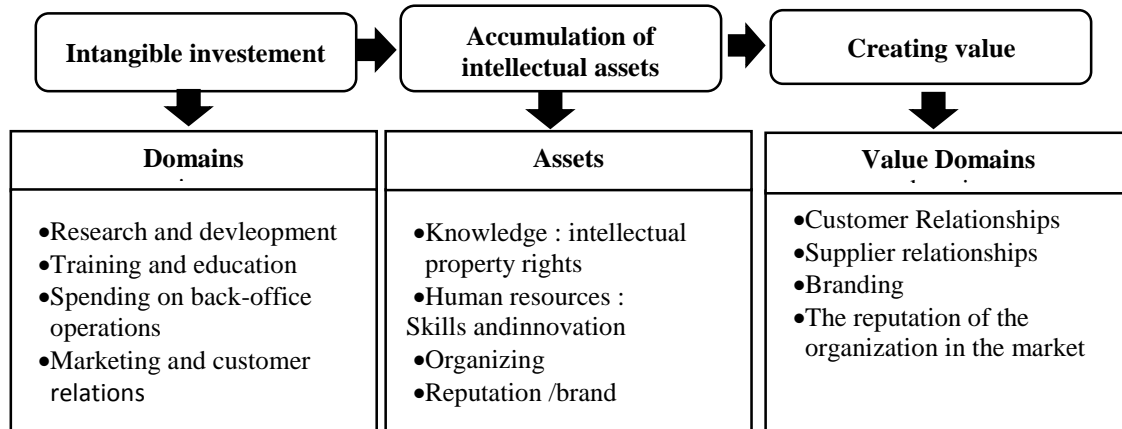 Intangible investement
Accumulation of
intellectual assets
Creating value
Domains
•Research and devleopment
•Training and education
•Spending on back-office
operations
•Marketing and customer
relations
Assets
•Knowledge : intellectual
property rights
•Human resources :
Skills andinnovation
•Organizing
•Reputation /brand
Value Domains
•Customer Relationships
•Supplier relationships
•Branding
•The reputation of the
organization in the market